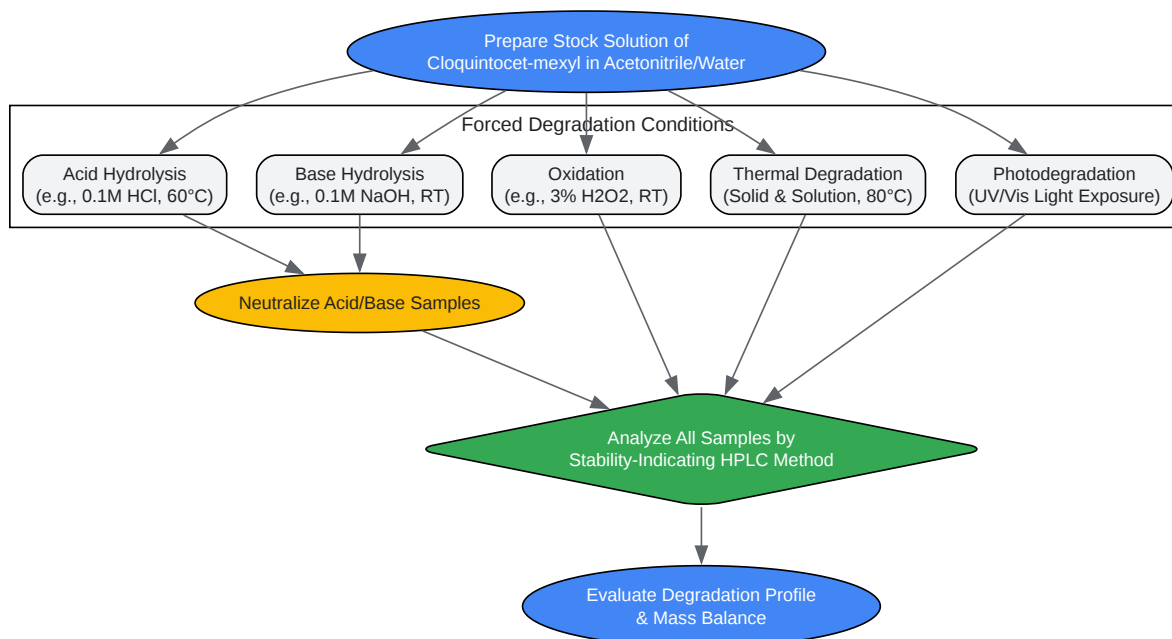 Prepare Stock Solution of
Cloquintocet-mexyl in Acetonitrile/Water
Forced Degradation Conditions
Acid Hydrolysis
(e.g., 0.1M HCl, 60°C)
Base Hydrolysis
(e.g., 0.1M NaOH, RT)
Oxidation
(e.g., 3% H2O2, RT)
Thermal Degradation
(Solid & Solution, 80°C)
Photodegradation
(UV/Vis Light Exposure)
Neutralize Acid/Base Samples
Analyze All Samples by
Stability-Indicating HPLC Method
Evaluate Degradation Profile
& Mass Balance